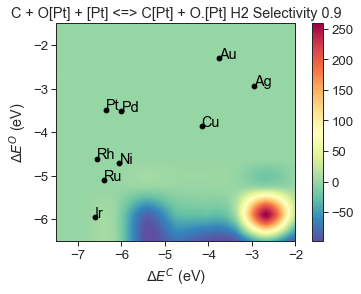 C + O[Pt] + [Pt] <=> C[Pt] + O.[Pt] H2 Selectivity 0.9
−2
−3
−4
−5
−6
ΔE^O (eV)
Au
Ag
Pt
Pd
Cu
Rh
Ni
Ru
Ir
−7
−6
−5
−4
−3
−2
ΔE^C (eV)
250
200
150
100
50
0
−50